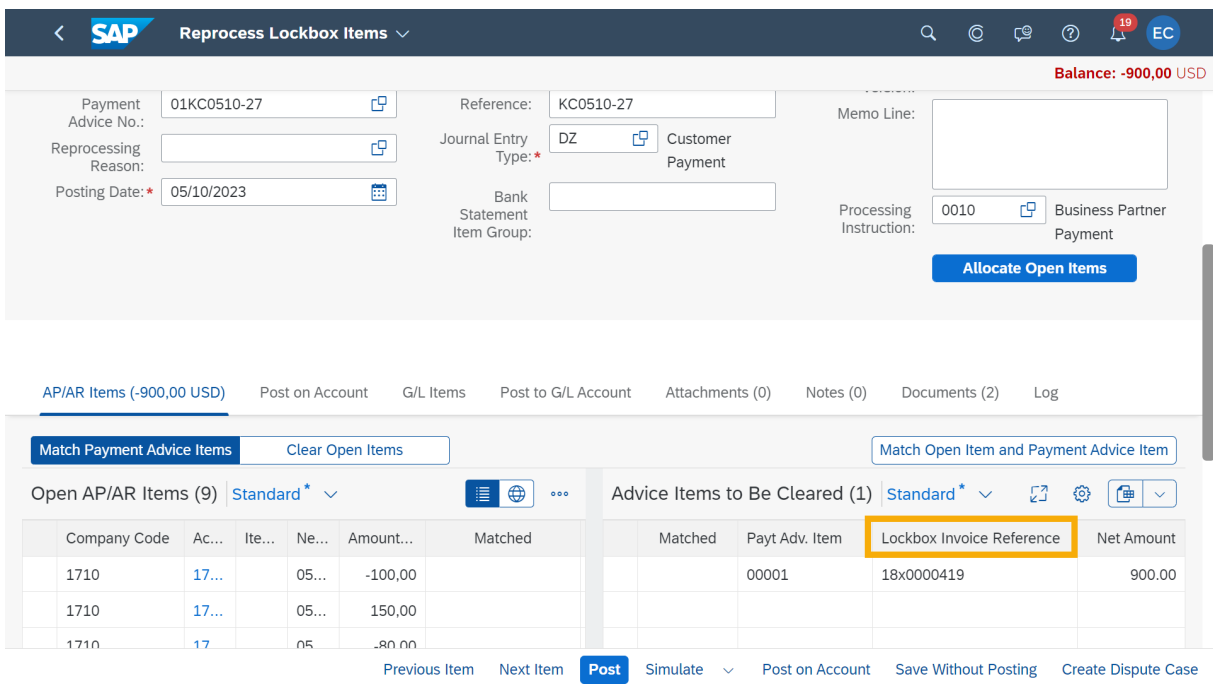 SAP
Reprocess Lockbox Items
19
EC
Balance: -900,00 USD
Payment Advice No.:
01KC0510-27
Reference:
KC0510-27
Memo Line:
Reprocessing Reason:
Journal Entry Type:*
DZ
Customer Payment
Posting Date:*
05/10/2023
Bank Statement Item Group:
Processing Instruction:
0010
Business Partner Payment
Allocate Open Items
AP/AR Items (-900,00 USD) Post on Account G/L Items Post to G/L Account Attachments (0) Notes (0) Documents (2) Log
Match Payment Advice Items Clear Open Items
Match Open Item and Payment Advice Item
Open AP/AR Items (9) Standard*
Advice Items to Be Cleared (1) Standard*
Company Code Ac... Ite... Ne... Amount... Matched
1710 17... 05... -100,00
1710 17... 05... 150,00
1710 17 05 -80,00
Matched Payt Adv. Item Lockbox Invoice Reference Net Amount
00001 18x0000419 900.00
Previous Item Next Item Post Simulate Post on Account Save Without Posting Create Dispute Case